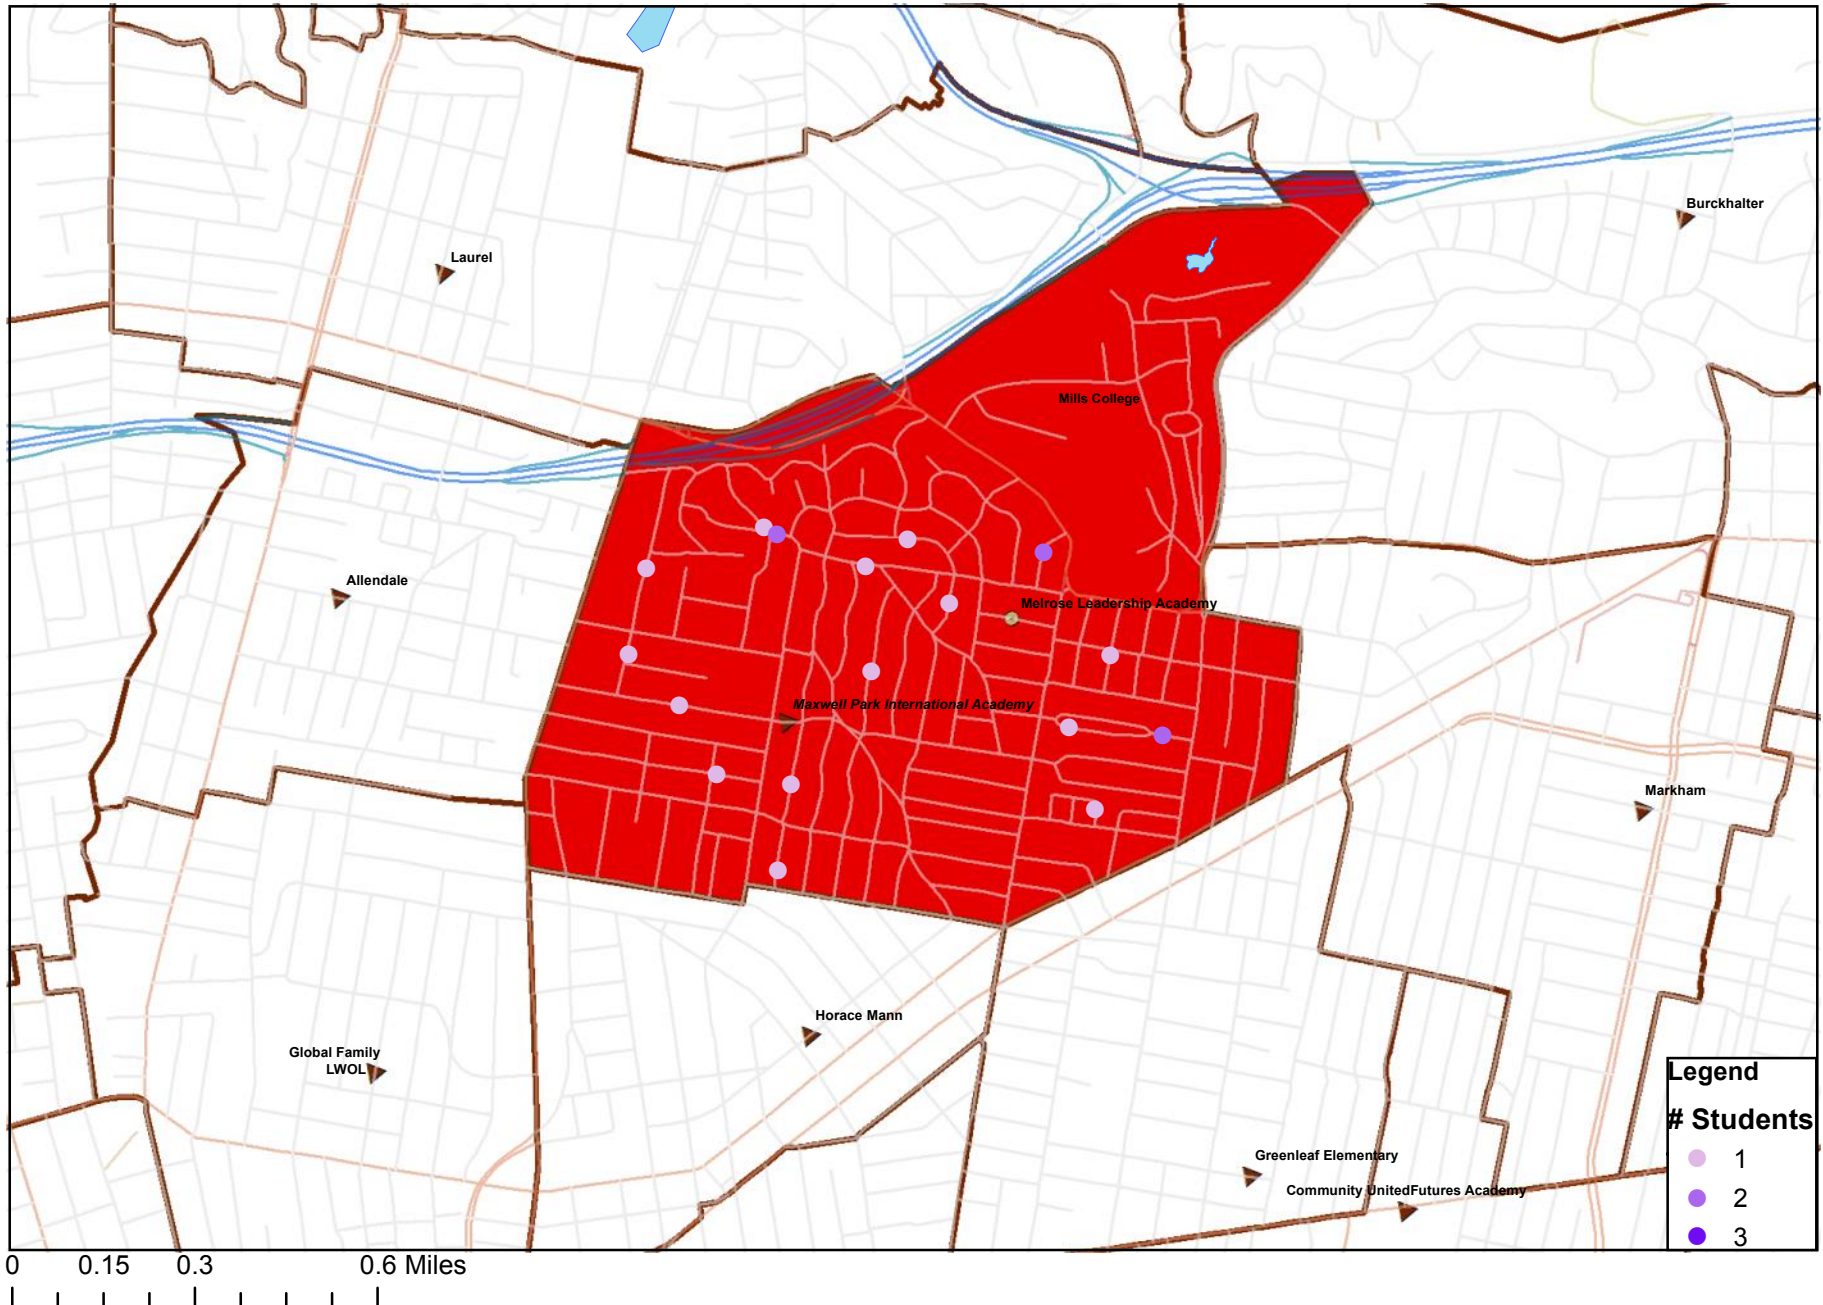 Burckhalter
Laurel
Mills College
Allendale
Melrose Leadership Academy
Maxwell Park International Academy
Markham
Horace Mann
Global Family
LWOL
Greenleaf Elementary
Community UnitedFutures Academy
Legend
# Students
1
2
3
0 0.15 0.3 0.6 Miles